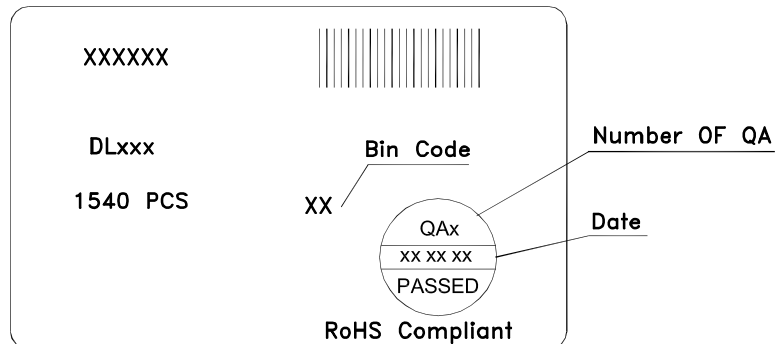 XXXXXX
DLxxx
1540 PCS
Bin Code
XX
Number OF QA
QAx
Date
xx xx xx
PASSED
RoHS Compliant